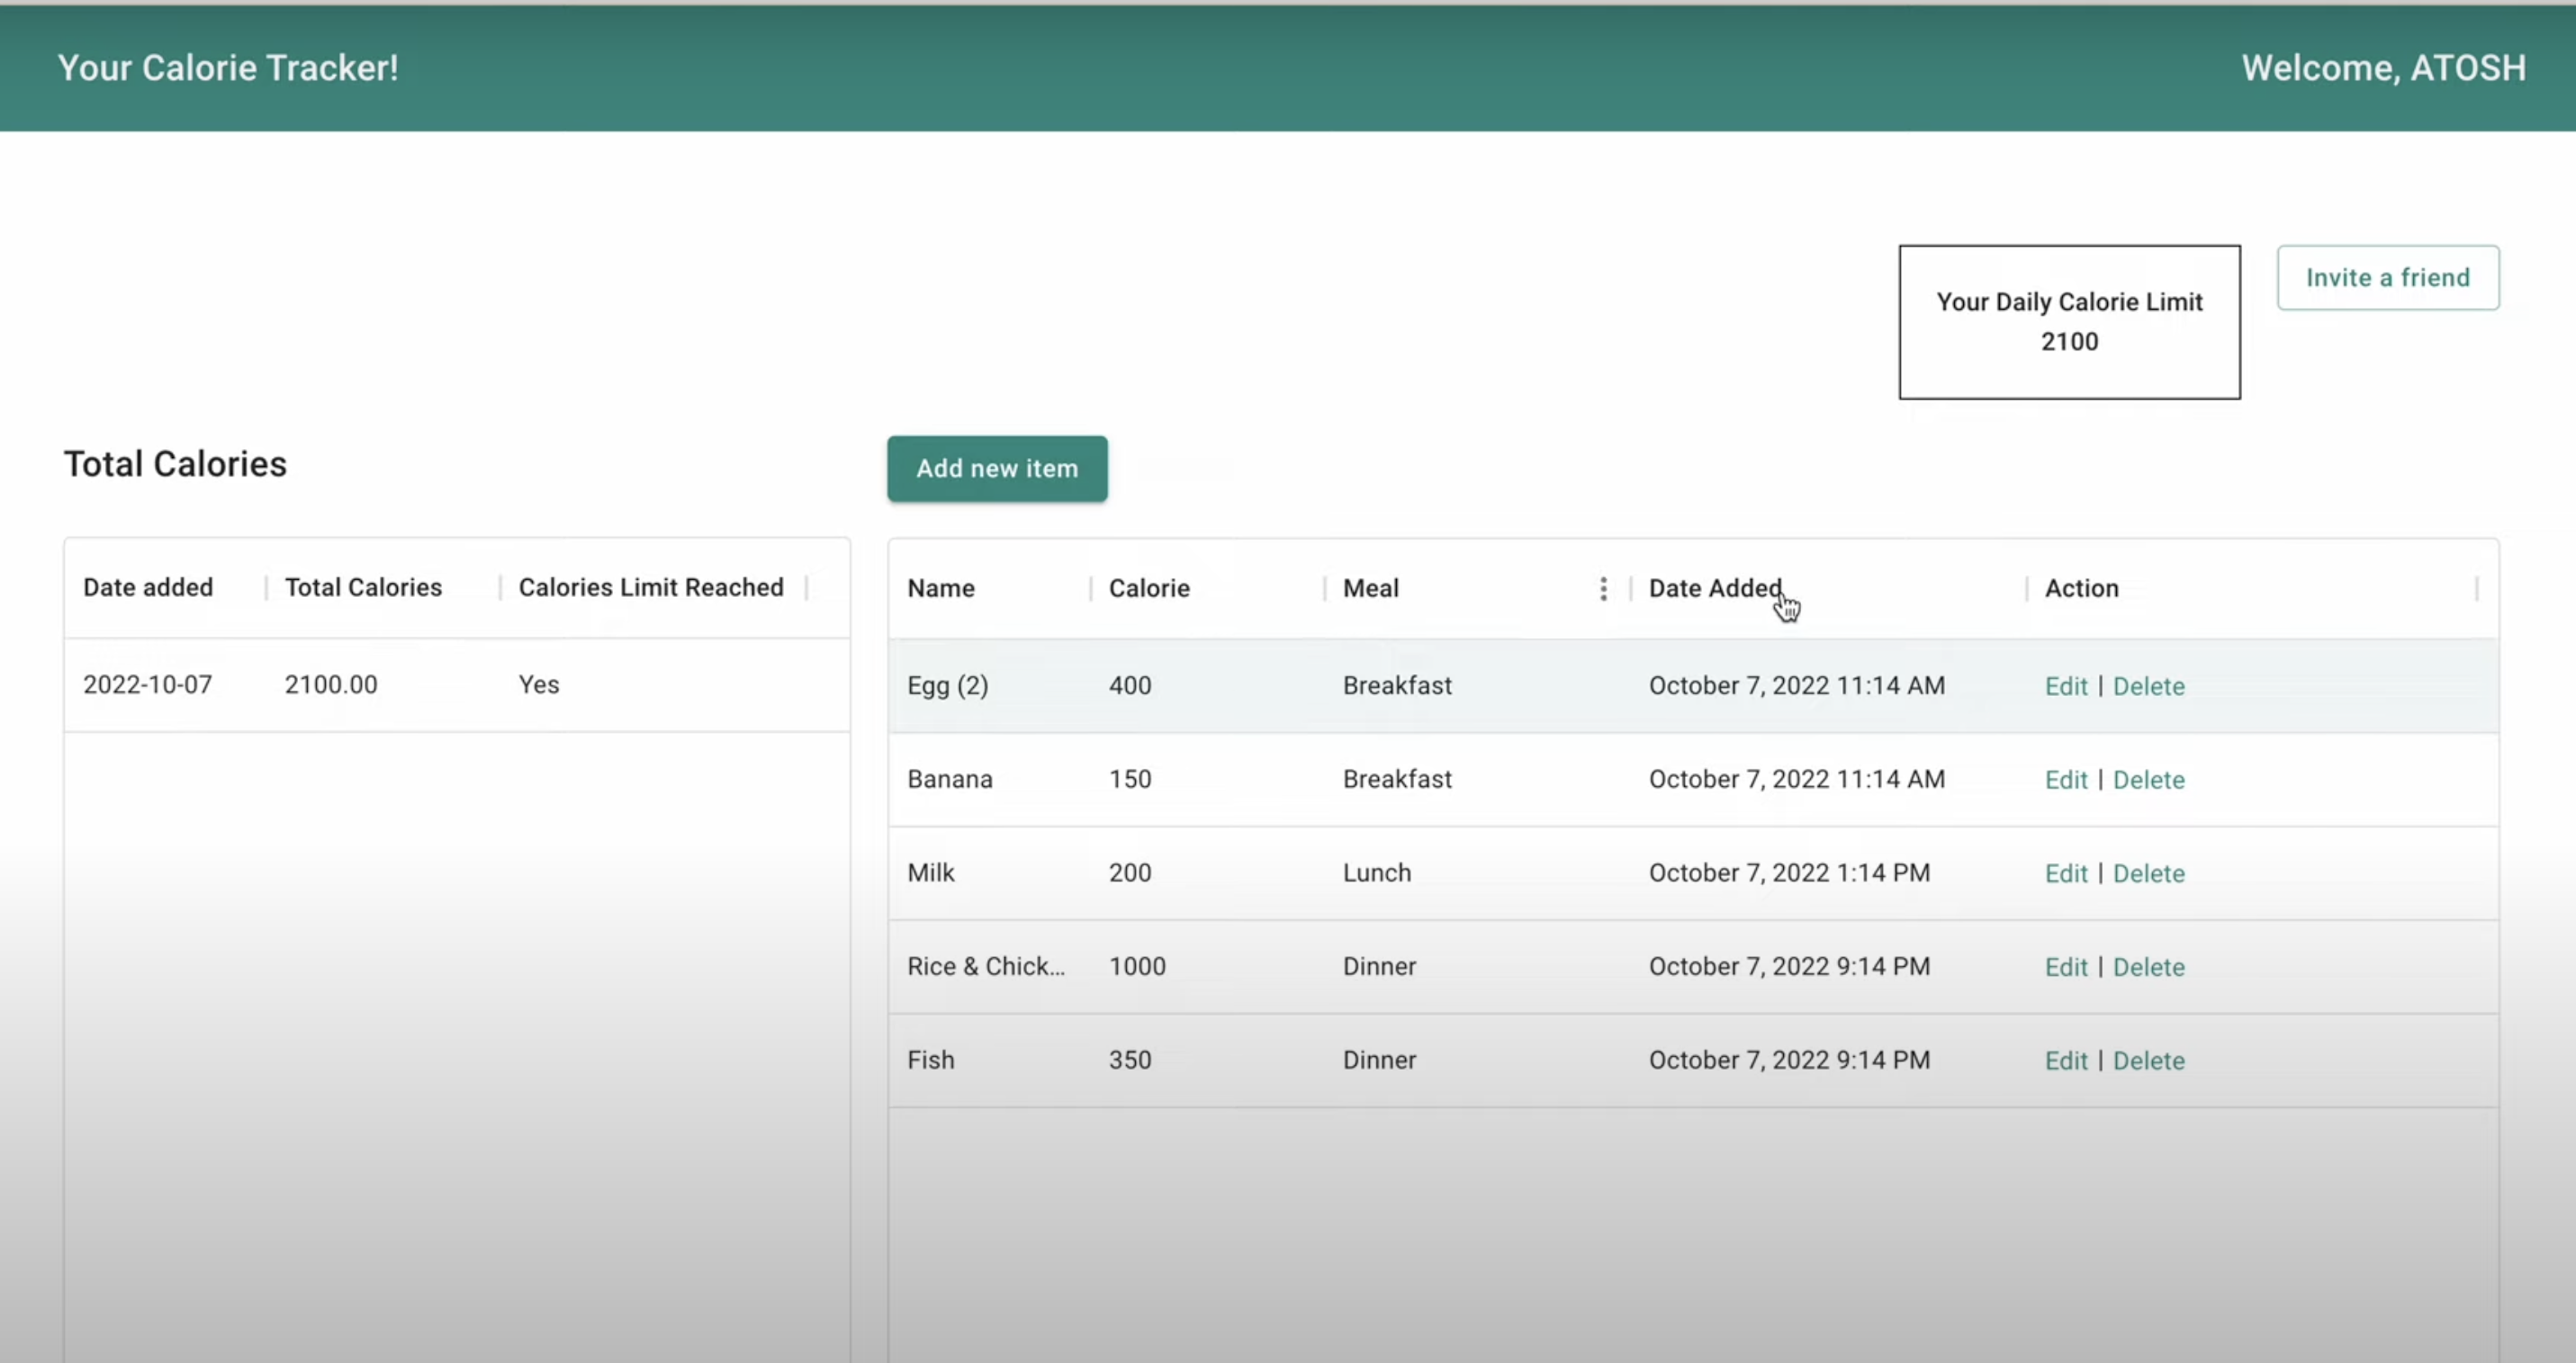 Your Calorie Tracker!
Welcome, ATOSH
Your Daily Calorie Limit
2100
Invite a friend
Total Calories
Add new item
Date added Total Calories Calories Limit Reached
2022-10-07 2100.00 Yes
Name Calorie Meal Date Added Action
Egg (2) 400 Breakfast October 7, 2022 11:14 AM Edit | Delete
Banana 150 Breakfast October 7, 2022 11:14 AM Edit | Delete
Milk 200 Lunch October 7, 2022 1:14 PM Edit | Delete
Rice & Chick... 1000 Dinner October 7, 2022 9:14 PM Edit | Delete
Fish 350 Dinner October 7, 2022 9:14 PM Edit | Delete